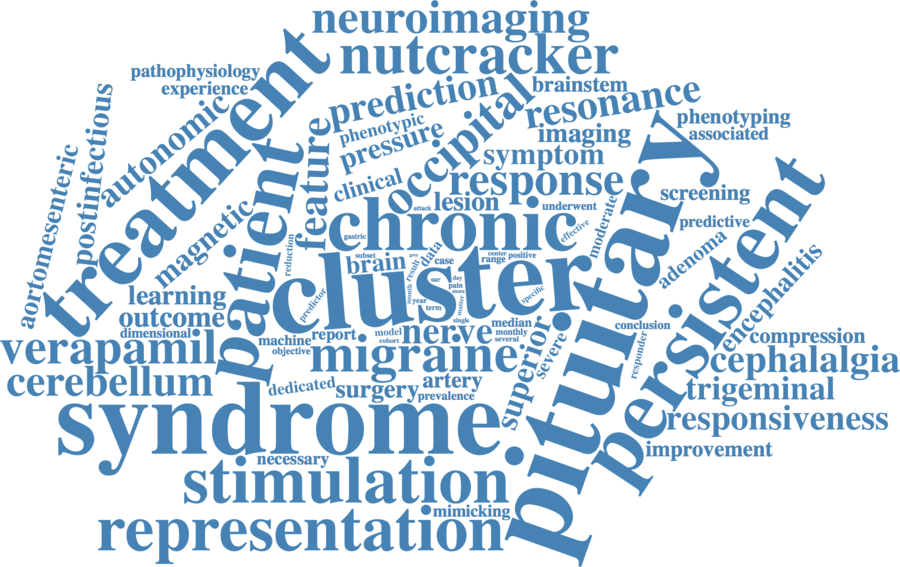 neuroimaging
nutcracker
pathophysiology
experience
treatment
prediction
brainstem
resonance
phenotyping
associated
postinfectious
autonomic
phenotypic
pressure
occipital
imaging
symptom
aortomesenteric
patient
feature
clinical
response
screening
persistent
magnetic
attack
lesion
underwent
moderate
pituitary
predictive
chronic
effective
adenoma
gastric
reduction
subset
brain
gray
result
data
case
center
range
positive
encephalitis
cluster
learning
outcome
dimensional
predictor
month
ear
day
pain
more
matter
specific
year
term
single
machine
objective
report
model
cohort
nerve
median
monthly
several
superior
severe
conclusion
responder
compression
verapamil
migraine
cephalalgia
cerebellum
dedicated
surgery
artery
prevalence
trigeminal
syndrome
responsiveness
necessary
improvement
stimulation
mimicking
representation